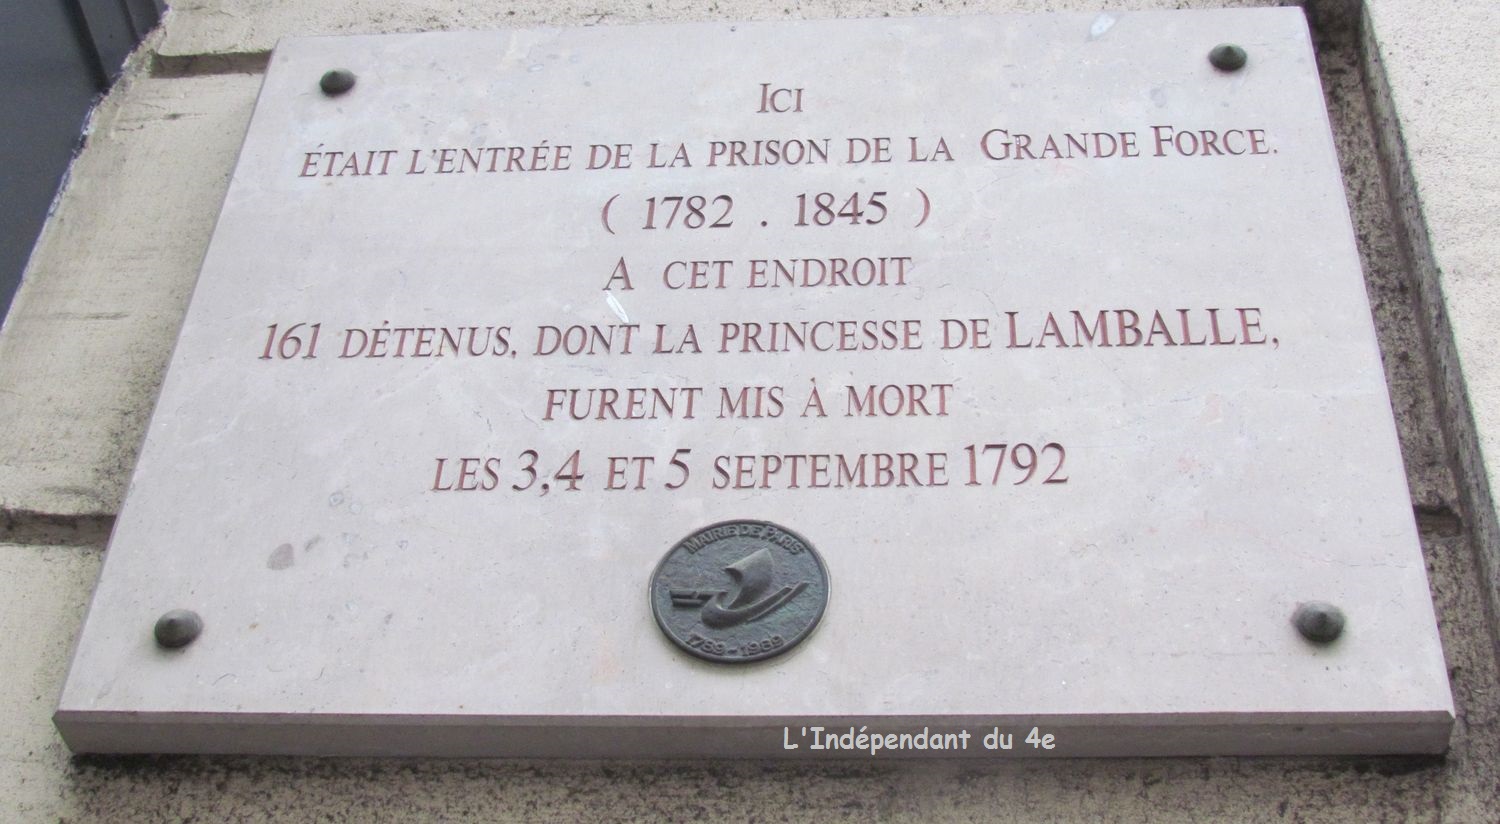 ICI
ÉTAIT L'ENTRÉE DE LA PRISON DE LA GRANDE FORCE.
( 1782 . 1845 )
A CET ENDROIT
161 DÉTENUS, DONT LA PRINCESSE DE LAMBALLE,
FURENT MIS À MORT
LES 3,4 ET 5 SEPTEMBRE 1792
MAIRIE DE PARIS
1789-1989
L'Indépendant du 4e